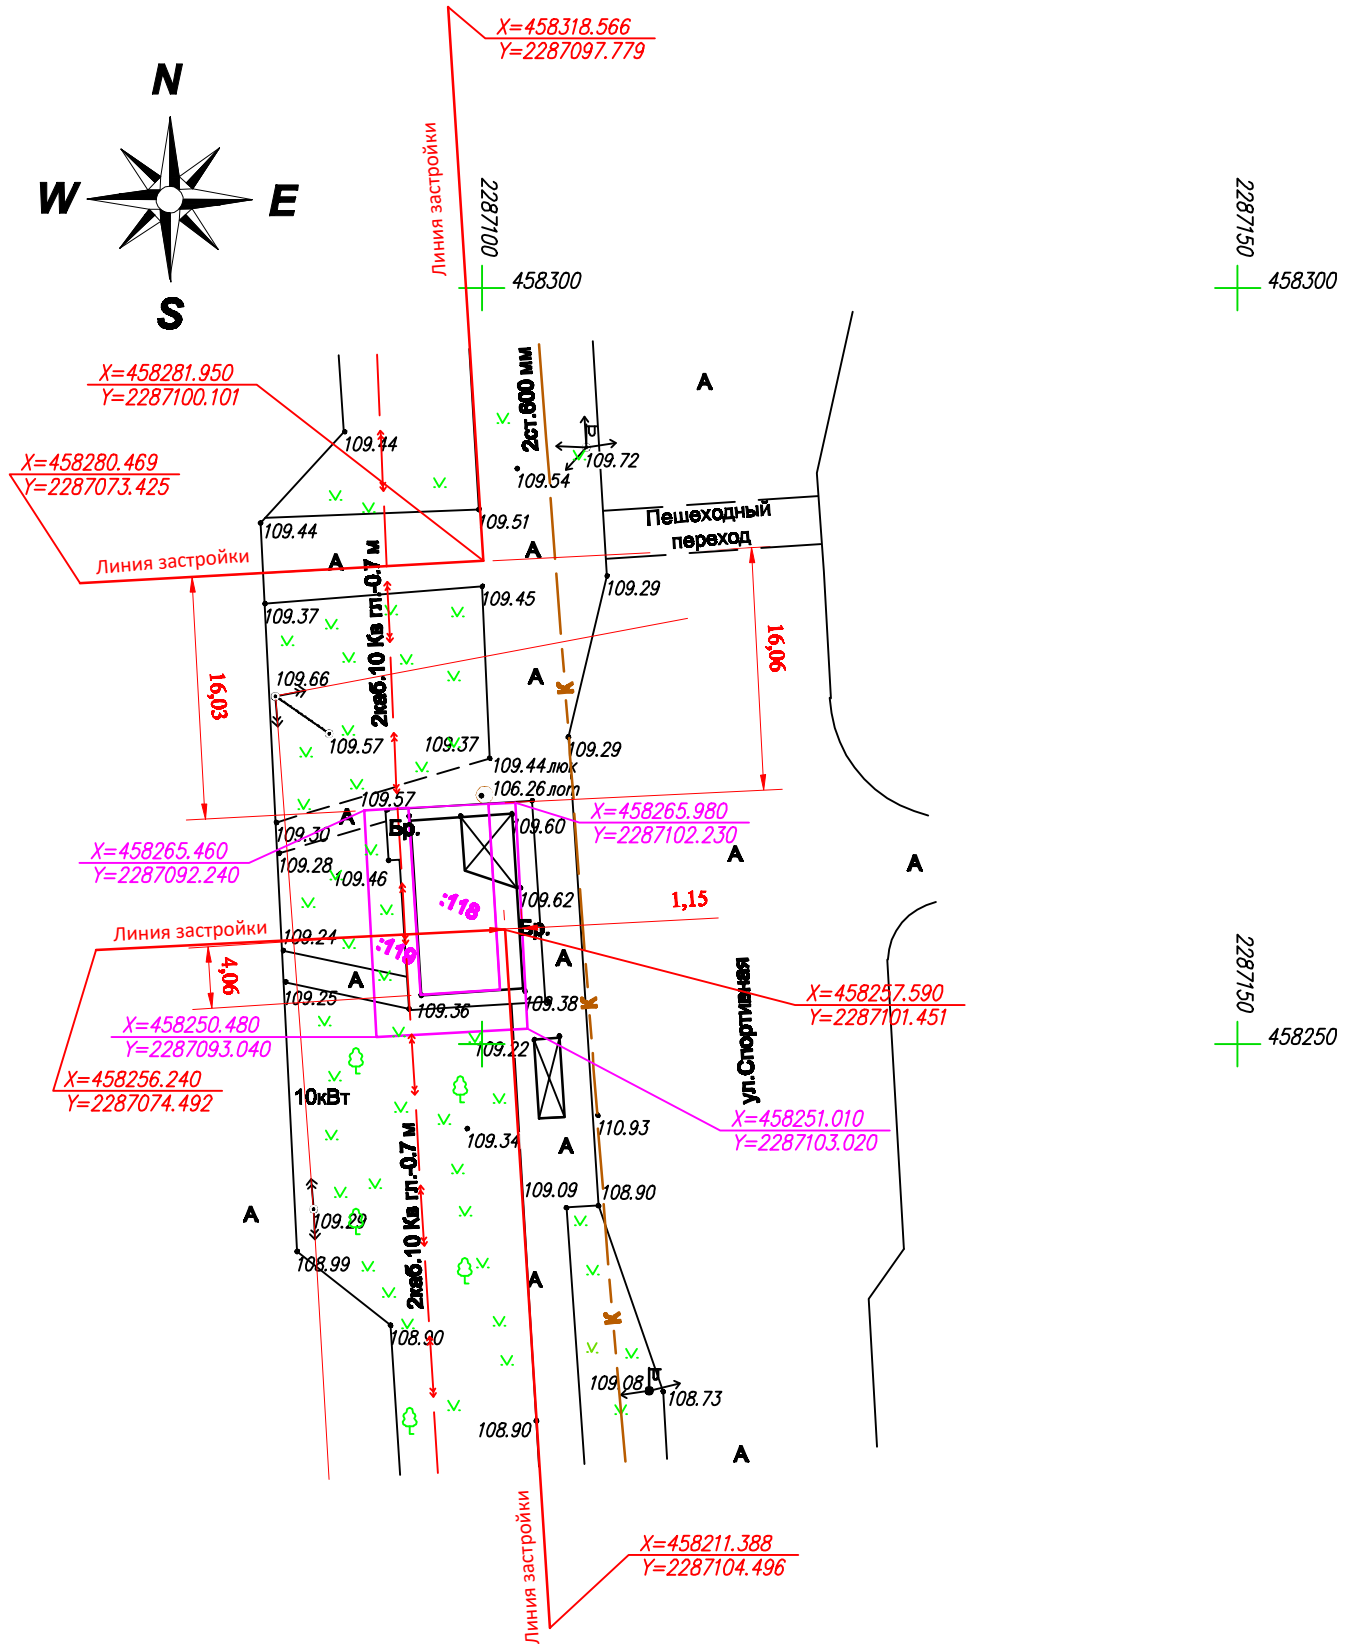 X=458318.566
Y=2287097.779
N
W
E
S
Линия застройки
2287100
458300
2287150
458300
X=458281.950
Y=2287100.101
2ст.600 мм
А
109.44
109.72
X=458280.469
Y=2287073.425
109.54
109.51
109.44
Пешеходный
переход
Линия застройки
А
А
109.29
109.37
109.45
2каб.10 Кв гл.-0.7 м
16,03
16,06
109.66
А
К
109.57
109.37
109.29
109.44 люк
106.26 лот
109.57
X=458265.980
Y=2287102.230
А
Бр.
109.30
109.60
X=458265.460
Y=2287092.240
109.28
109.46
А
А
109.62
:118
1,15
Линия застройки
109.24
Бр.
:119
4,06
А
А
109.25
109.36
109.38
К
X=458257.590
Y=2287101.451
2287150
458250
X=458250.480
Y=2287093.040
109.22
ул.Спортивная
X=458256.240
Y=2287074.492
10кВт
X=458251.010
Y=2287103.020
109.34
110.93
А
2каб.10 Кв гл.-0.7 м
109.09
108.90
А
109.29
108.99
А
К
108.90
109.08
108.73
108.90
А
Линия застройки
X=458211.388
Y=2287104.496